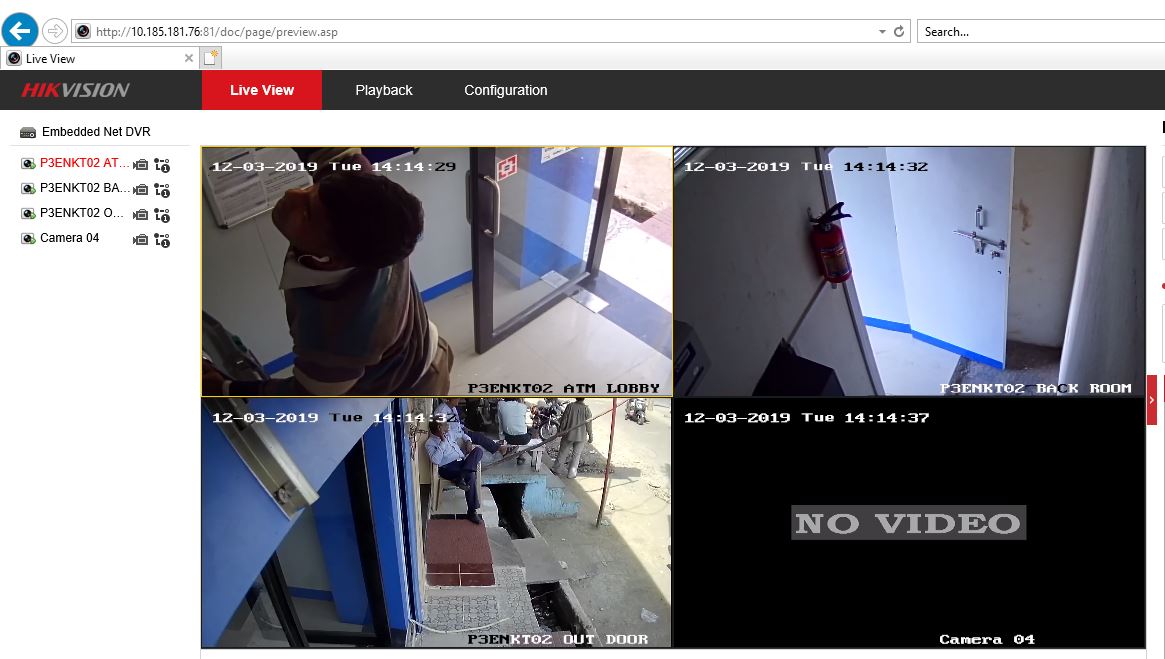 http://10.185.181.76:81/doc/page/preview.asp
Search...
Live View
HIKVISION
Live View
Playback
Configuration
Embedded Net DVR
P3ENKT02 AT...
P3ENKT02 BA...
P3ENKT02 O...
Camera 04
12-03-2019 Tue 14:14:29
P3ENKT02 ATM LOBBY
12-03-2019 Tue 14:14:32
P3ENKT02 BACK ROOM
12-03-2019 Tue 14:14:32
P3ENKT02 OUT DOOR
12-03-2019 Tue 14:14:37
NO VIDEO
Camera 04